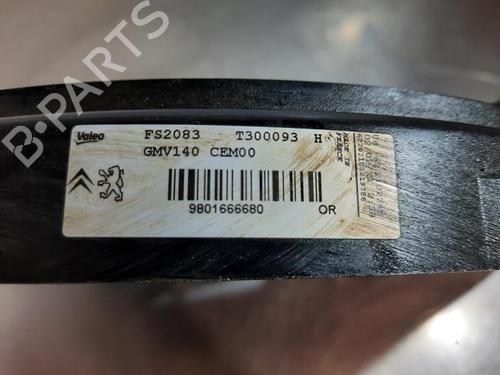 B-PARTS
Valeo FS2083 T300093 H
GMV140 CEM00
9801666680 OR